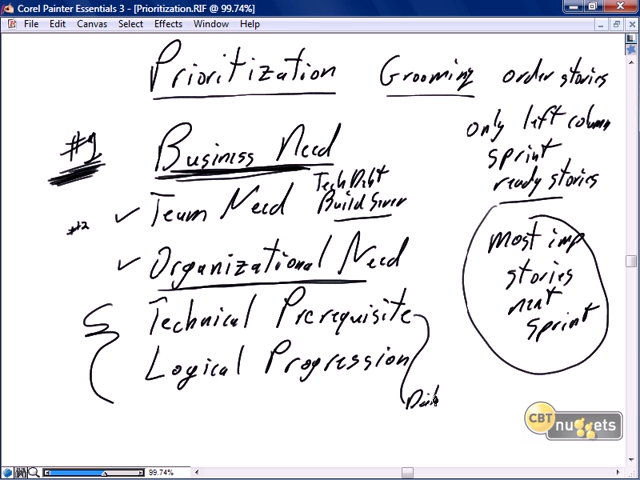 Corel Painter Essentials 3 - [Prioritization.RIF @ 99.74%]
File Edit Canvas Select Effects Window Help
Prioritization Grooming order stories
only left column
sprint
ready stories
#1 Business Need
Tech Debt
Team Need Build Server
#2
Organizational Need
most imp
stories
next
sprint
Technical Prerequisite
Logical Progression
CBT
nuggets
99.74%